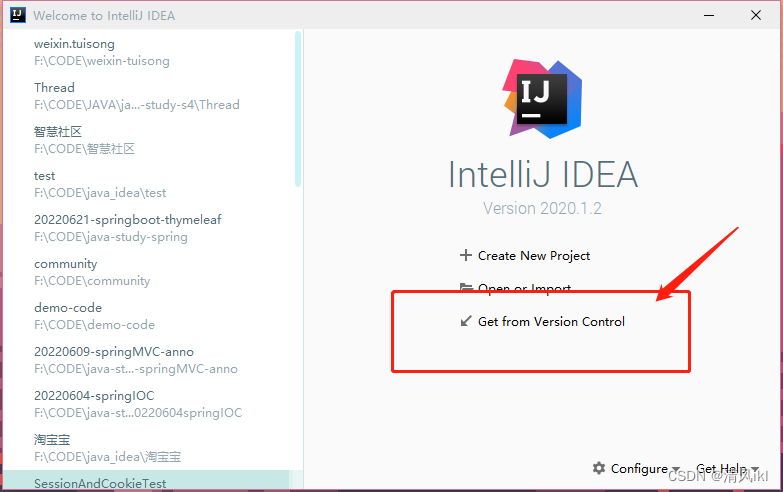 Welcome to IntelliJ IDEA
weixin.tuisong
F:\CODE\weixin-tuisong
Thread
F:\CODE\JAVA\ja...-study-s4\Thread
智慧社区
F:\CODE\智慧社区
test
F:\CODE\java_idea\test
20220621-springboot-thymeleaf
F:\CODE\java-study-spring
community
F:\CODE\community
demo-code
F:\CODE\demo-code
20220609-springMVC-anno
F:\CODE\java-st...-springMVC-anno
20220604-springIOC
F:\CODE\java-st...0220604springIOC
淘宝宝
F:\CODE\java_idea\淘宝宝
SessionAndCookieTest
IJ
IntelliJ IDEA
Version 2020.1.2
Create New Project
Open or Import
Get from Version Control
Configure
Get Help
CSDN @清风ikl